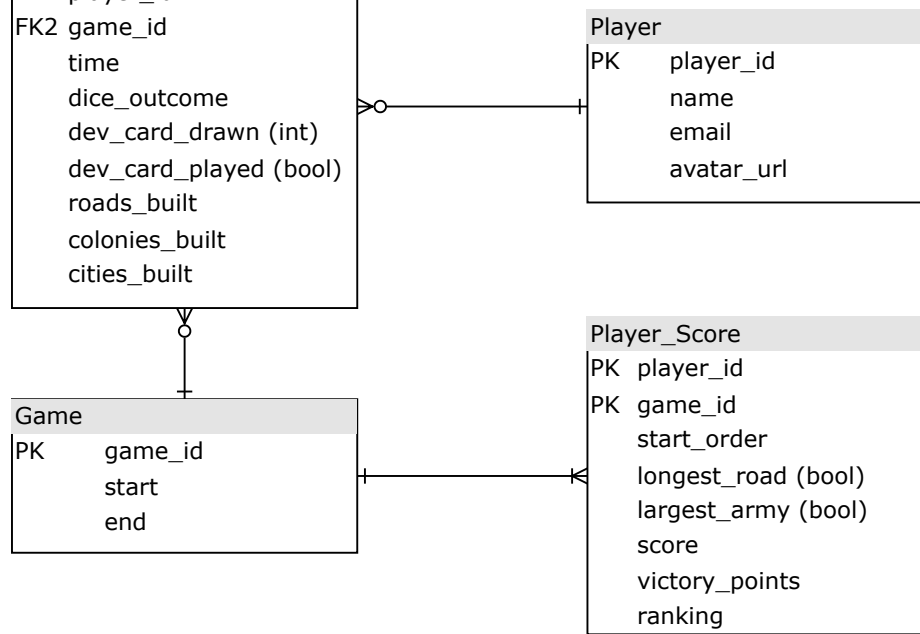 FK2 game_id
time
dice_outcome
dev_card_drawn (int)
dev_card_played (bool)
roads_built
colonies_built
cities_built
Player
PK player_id
name
email
avatar_url
Game
PK game_id
start
end
Player_Score
PK player_id
PK game_id
start_order
longest_road (bool)
largest_army (bool)
score
victory_points
ranking